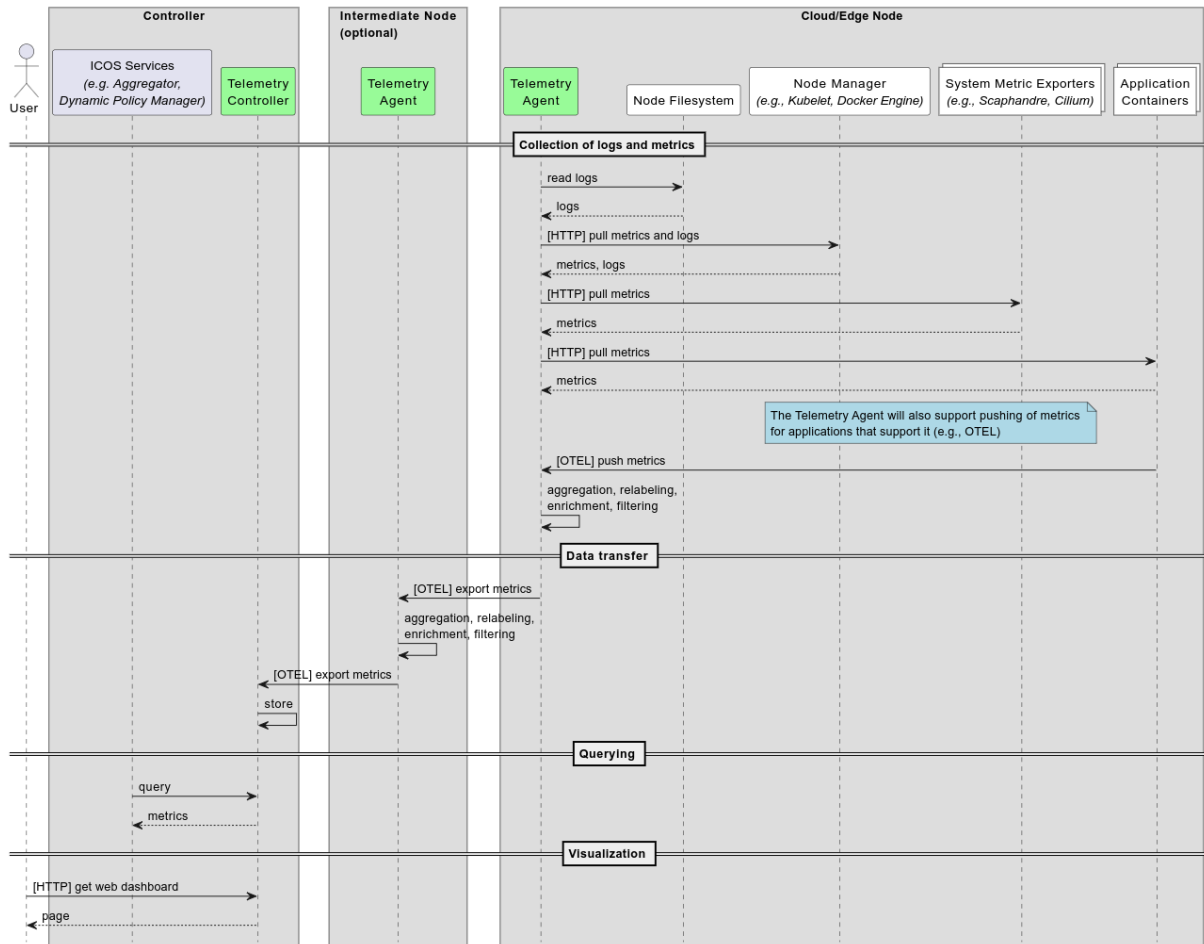 Controller
Intermediate Node
(optional)
Cloud/Edge Node
User
ICOS Services
(e.g. Aggregator,
Dynamic Policy Manager)
Telemetry
Controller
Telemetry
Agent
Telemetry
Agent
Node Filesystem
Node Manager
(e.g., Kubelet, Docker Engine)
System Metric Exporters
(e.g., Scaphandre, Cilium)
Application
Containers
Collection of logs and metrics
read logs
logs
[HTTP] pull metrics and logs
metrics, logs
[HTTP] pull metrics
metrics
[HTTP] pull metrics
metrics
The Telemetry Agent will also support pushing of metrics
for applications that support it (e.g., OTEL)
[OTEL] push metrics
aggregation, relabeling,
enrichment, filtering
Data transfer
[OTEL] export metrics
aggregation, relabeling,
enrichment, filtering
[OTEL] export metrics
store
Querying
query
metrics
Visualization
[HTTP] get web dashboard
page